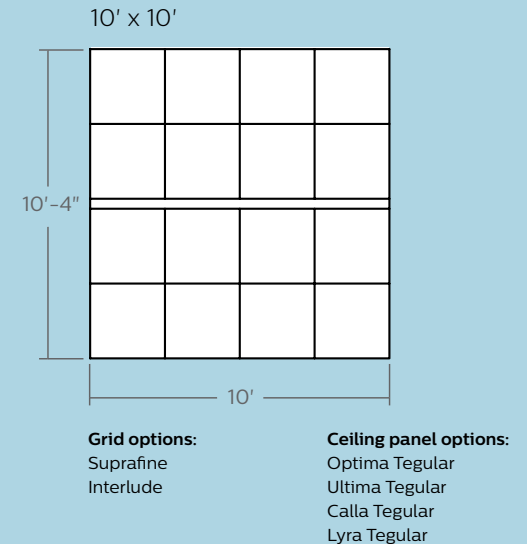 10' x 10'
10'-4"
10'
Grid options:
Suprafine
Interlude
Ceiling panel options:
Optima Tegular
Ultima Tegular
Calla Tegular
Lyra Tegular